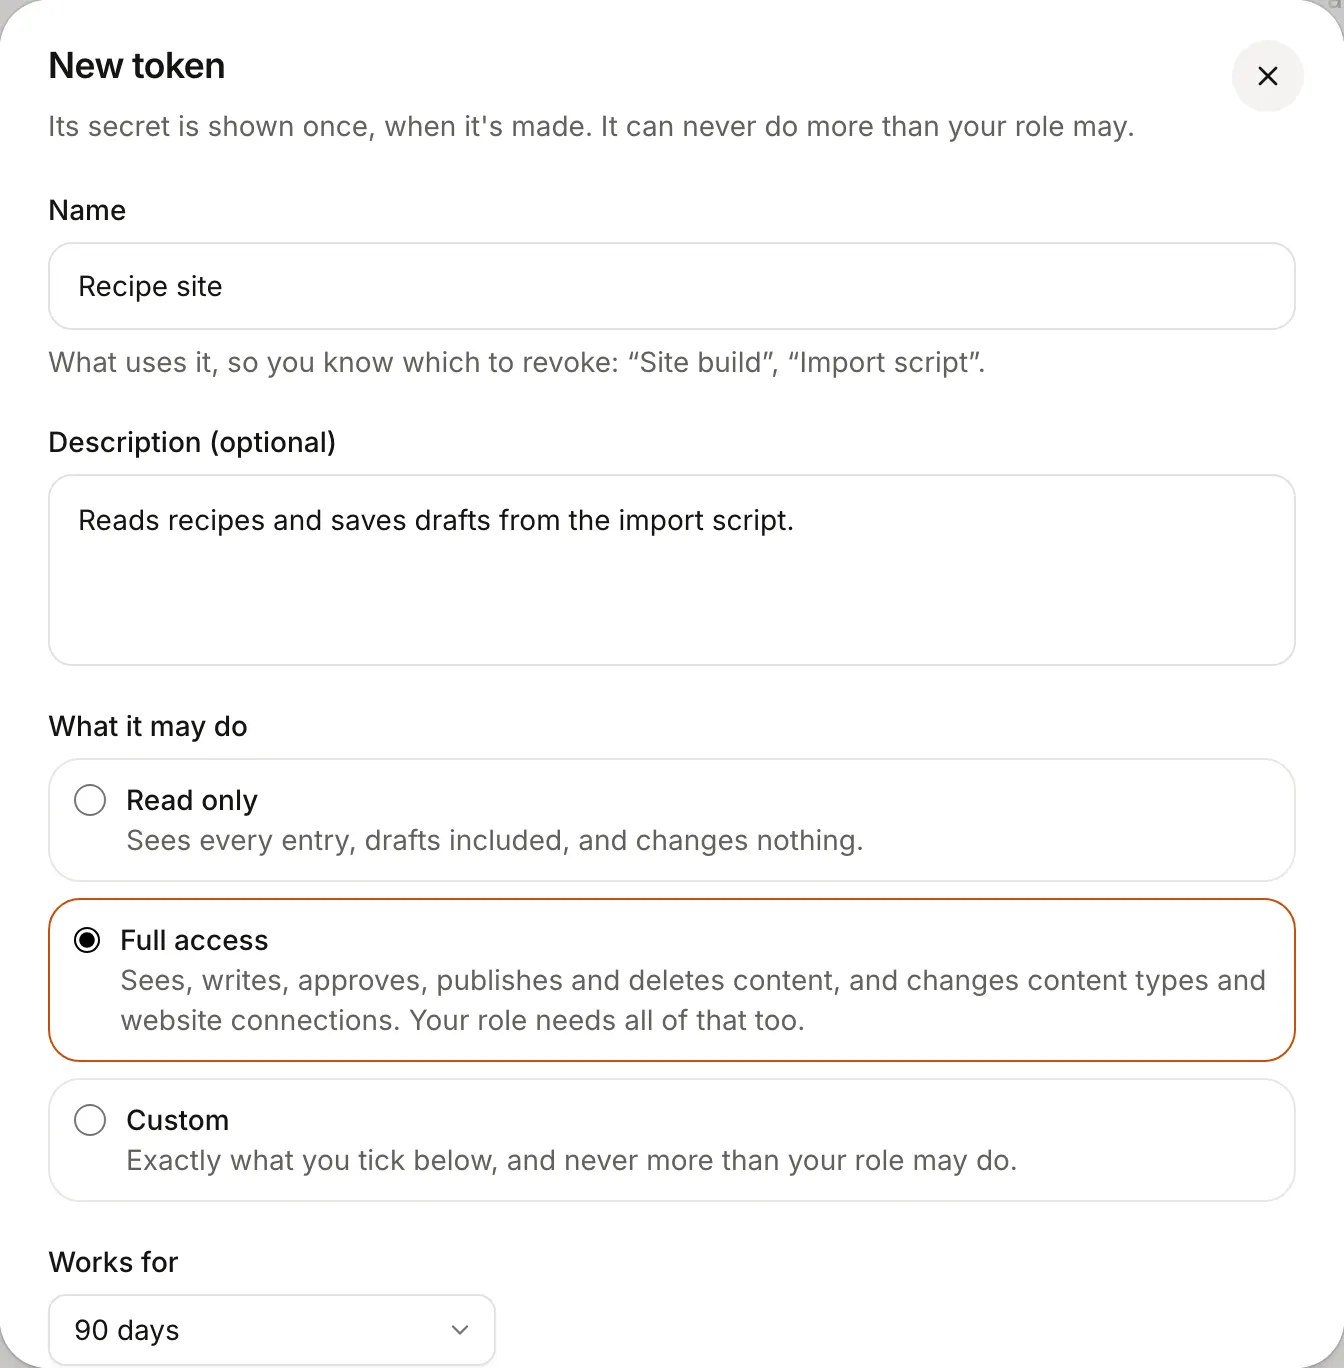 New token
Its secret is shown once, when it's made. It can never do more than your role may.
Name
Recipe site
What uses it, so you know which to revoke: “Site build”, “Import script”.
Description (optional)
Reads recipes and saves drafts from the import script.
What it may do
Read only
Sees every entry, drafts included, and changes nothing.
Full access
Sees, writes, approves, publishes and deletes content, and changes content types and
website connections. Your role needs all of that too.
Custom
Exactly what you tick below, and never more than your role may do.
Works for
90 days